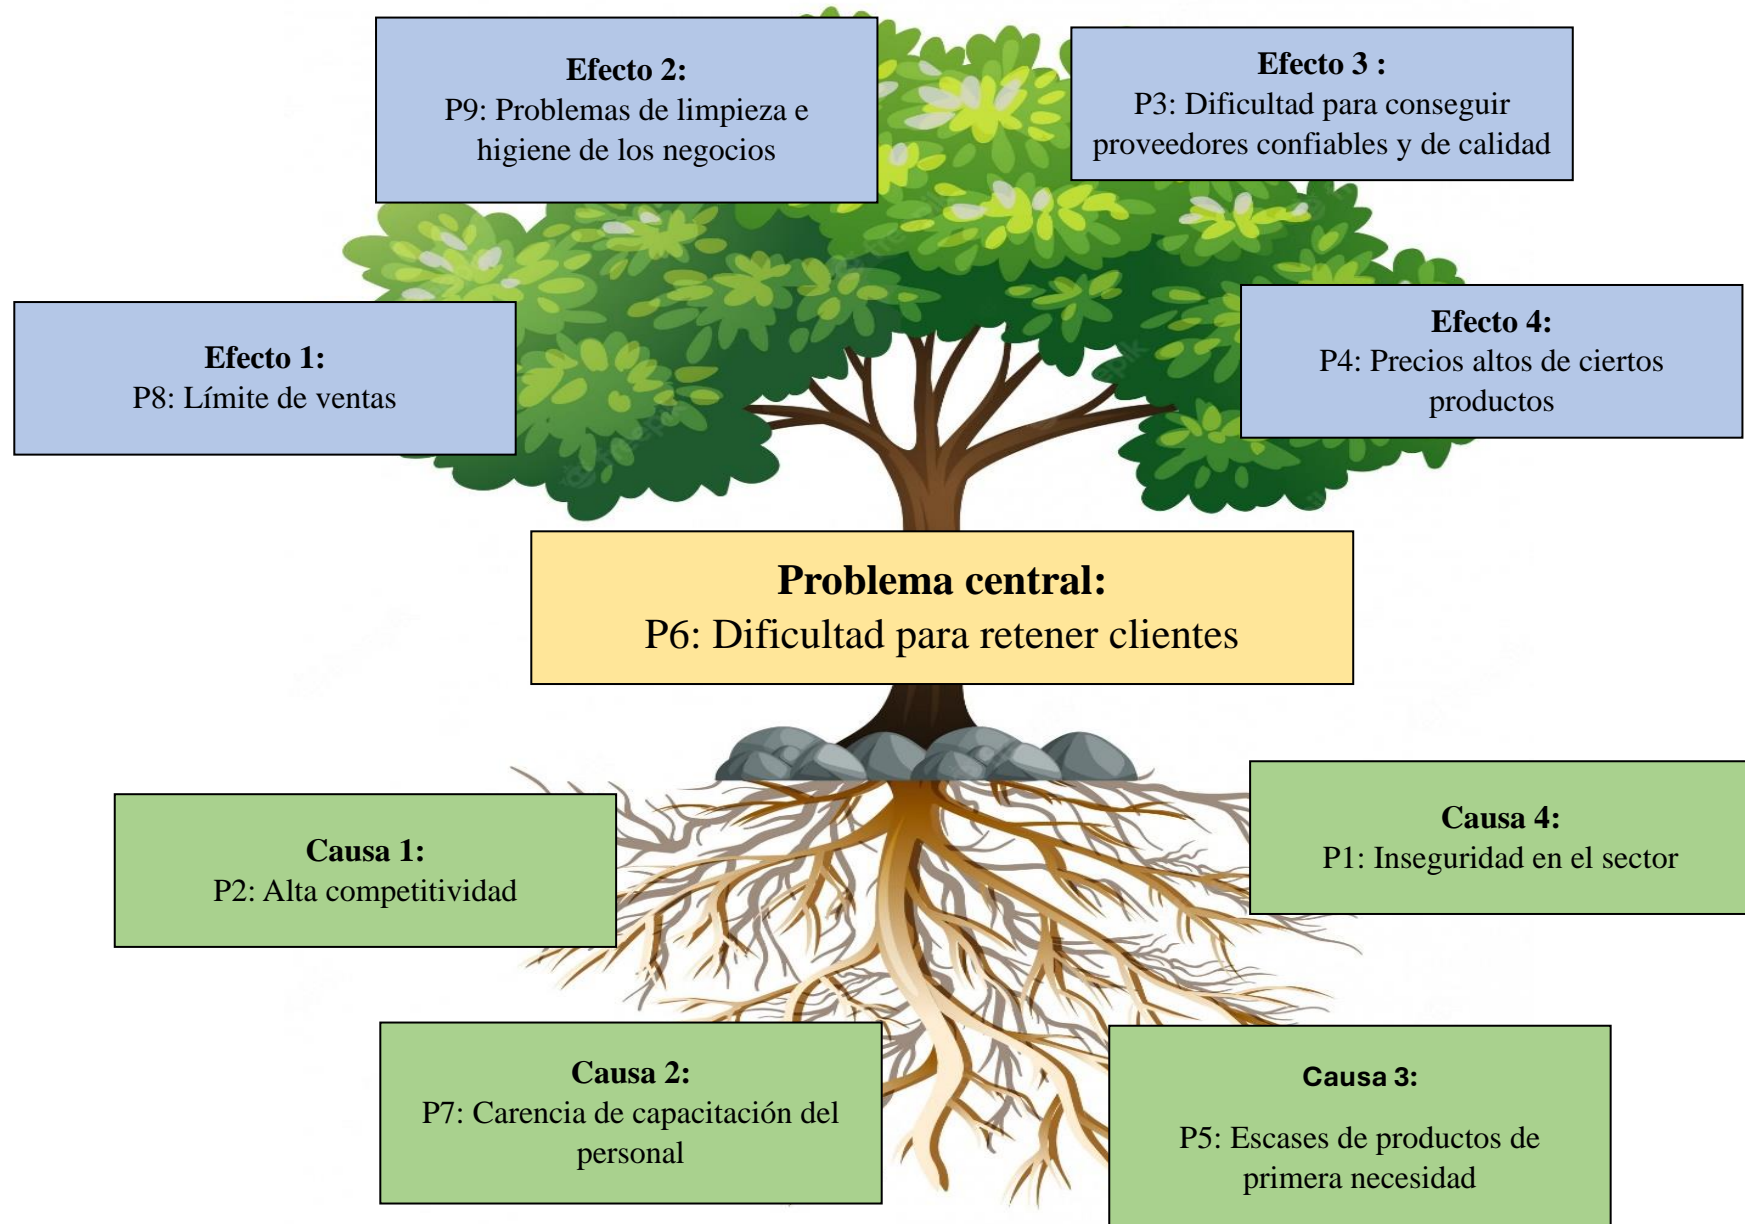 Efecto 2:
P9: Problemas de limpieza e
higiene de los negocios
Efecto 3 :
P3: Dificultad para conseguir
proveedores confiables y de calidad
Efecto 1:
P8: Límite de ventas
Efecto 4:
P4: Precios altos de ciertos
productos
Problema central:
P6: Dificultad para retener clientes
Causa 1:
P2: Alta competitividad
Causa 4:
P1: Inseguridad en el sector
Causa 2:
P7: Carencia de capacitación del
personal
Causa 3:
P5: Escases de productos de
primera necesidad